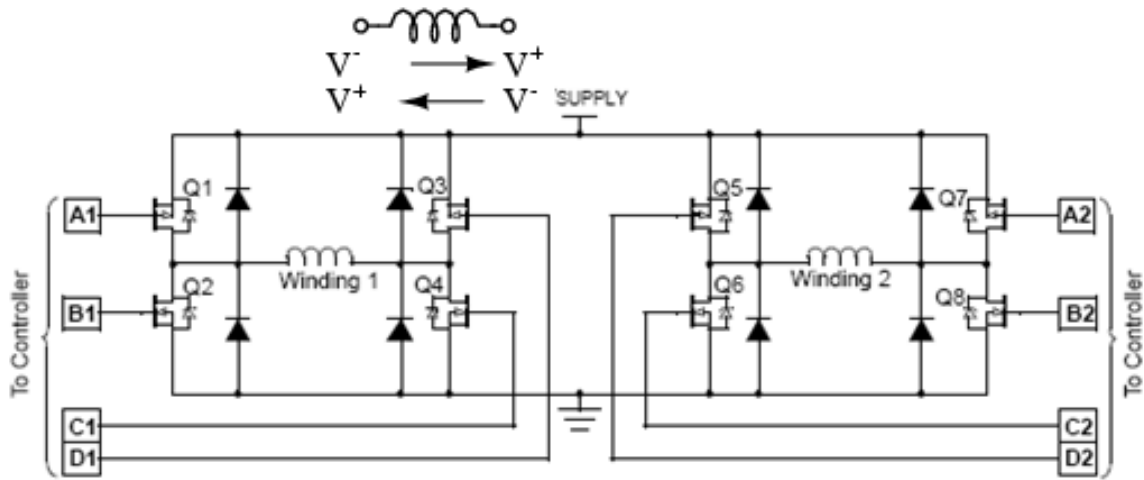 V- V+
V+ V-
SUPPLY
Q1 Q3 Q5 Q7
A1 A2
Winding 1 Winding 2
Q2 Q4 Q6 Q8
B1 B2
To Controller To Controller
C1 C2
D1 D2